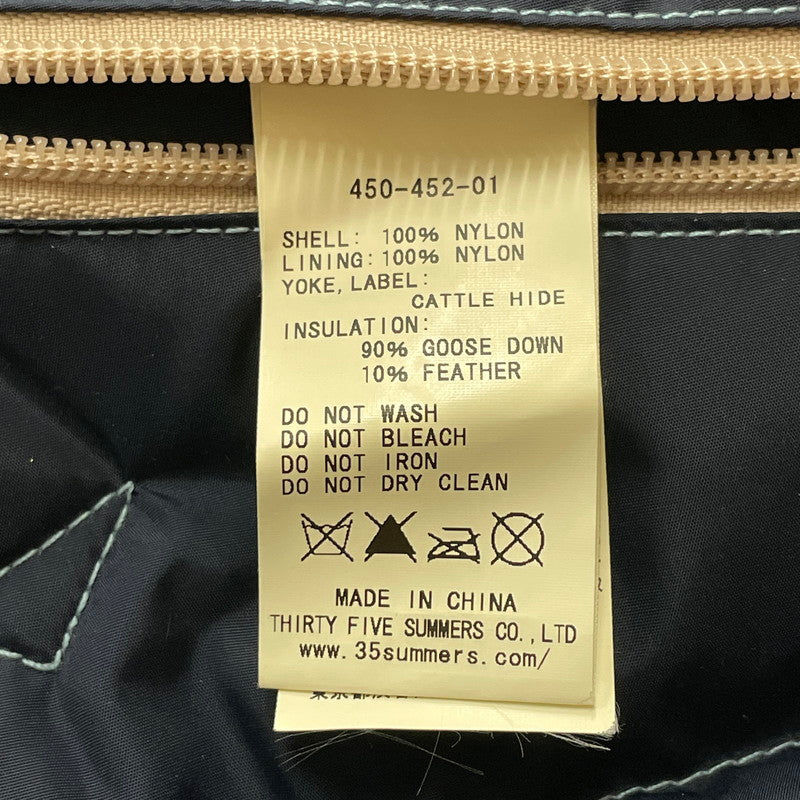 450-452-01
SHELL: 100% NYLON
LINING: 100% NYLON
YOKE, LABEL:
CATTLE HIDE
INSULATION:
90% GOOSE DOWN
10% FEATHER
DO NOT WASH
DO NOT BLEACH
DO NOT IRON
DO NOT DRY CLEAN
MADE IN CHINA
THIRTY FIVE SUMMERS CO., LTD
www.35summers.com/